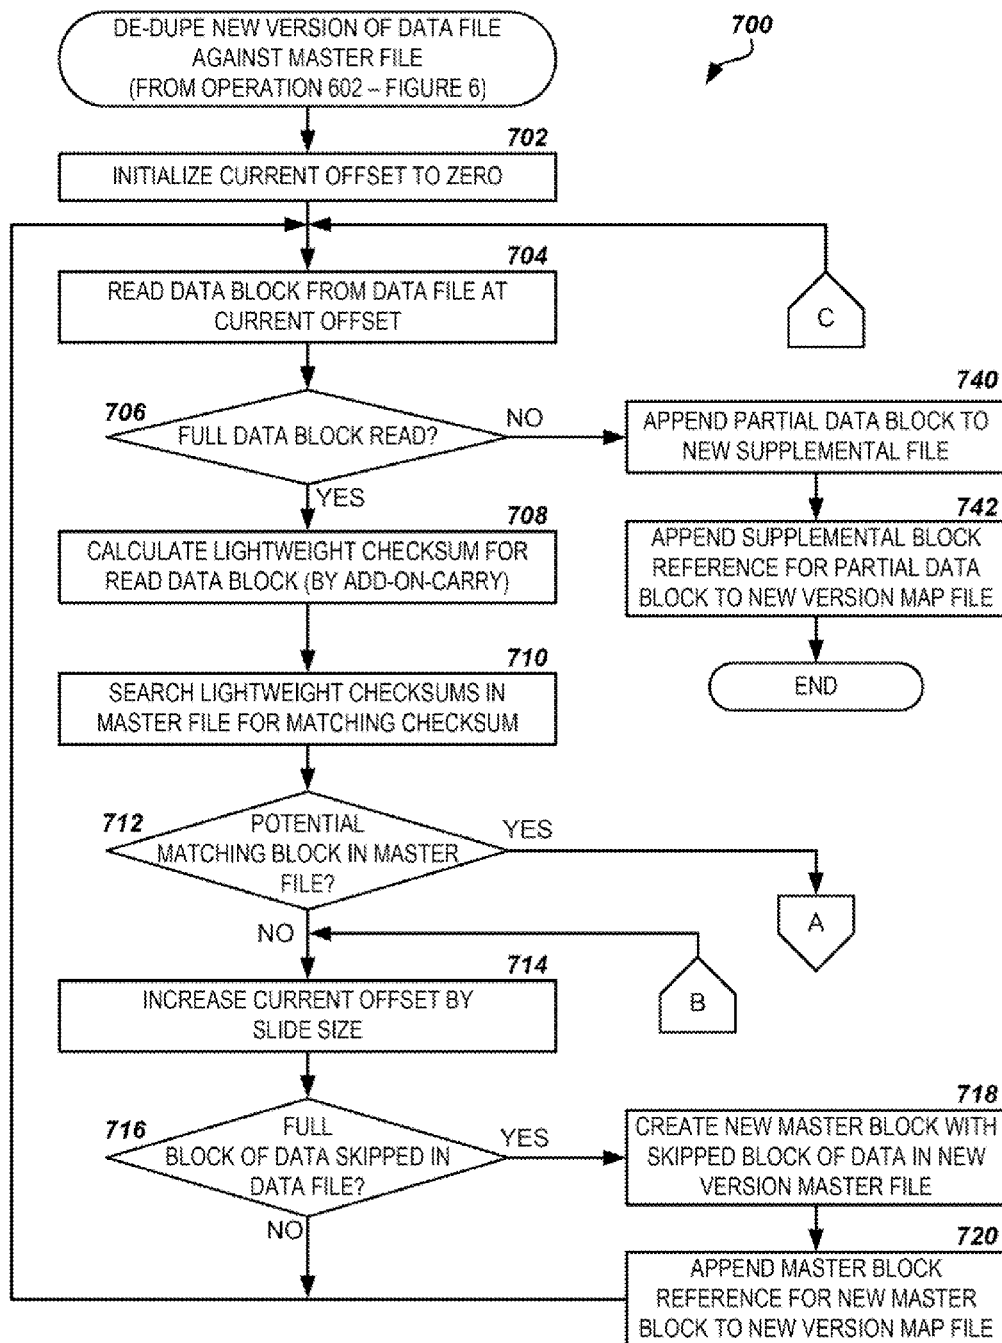 DE-DUPE NEW VERSION OF DATA FILE
AGAINST MASTER FILE
(FROM OPERATION 602 – FIGURE 6)
700
702
INITIALIZE CURRENT OFFSET TO ZERO
704
READ DATA BLOCK FROM DATA FILE AT
CURRENT OFFSET
C
706
FULL DATA BLOCK READ?
NO
YES
740
APPEND PARTIAL DATA BLOCK TO
NEW SUPPLEMENTAL FILE
742
APPEND SUPPLEMENTAL BLOCK
REFERENCE FOR PARTIAL DATA
BLOCK TO NEW VERSION MAP FILE
END
708
CALCULATE LIGHTWEIGHT CHECKSUM FOR
READ DATA BLOCK (BY ADD-ON-CARRY)
710
SEARCH LIGHTWEIGHT CHECKSUMS IN
MASTER FILE FOR MATCHING CHECKSUM
712
POTENTIAL
MATCHING BLOCK IN MASTER
FILE?
YES
A
NO
B
714
INCREASE CURRENT OFFSET BY
SLIDE SIZE
716
FULL
BLOCK OF DATA SKIPPED IN
DATA FILE?
YES
NO
718
CREATE NEW MASTER BLOCK WITH
SKIPPED BLOCK OF DATA IN NEW
VERSION MASTER FILE
720
APPEND MASTER BLOCK
REFERENCE FOR NEW MASTER
BLOCK TO NEW VERSION MAP FILE